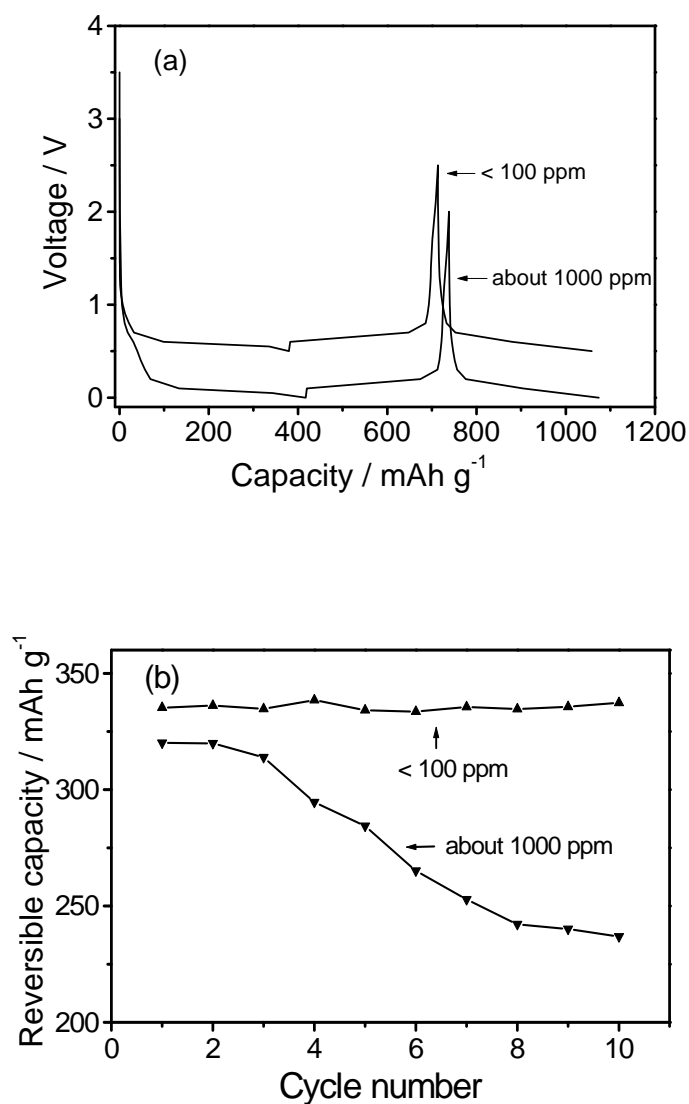 (a)
4
3
2
1
0
Voltage / V
< 100 ppm
about 1000 ppm
0 200 400 600 800 1000 1200
Capacity / mAh g⁻¹
(b)
350
300
250
200
Reversible capacity / mAh g⁻¹
< 100 ppm
about 1000 ppm
0 2 4 6 8 10
Cycle number